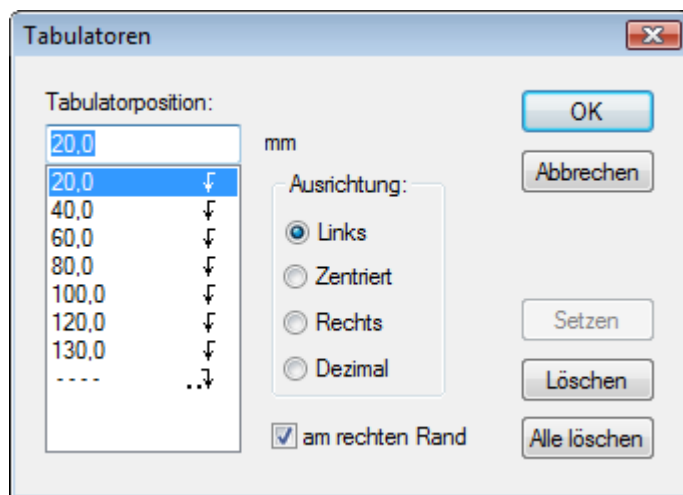 Tabulatoren
Tabulatorposition:
20,0
mm
20,0
40,0
60,0
80,0
100,0
120,0
130,0
- - - -
Ausrichtung:
Links
Zentriert
Rechts
Dezimal
am rechten Rand
OK
Abbrechen
Setzen
Löschen
Alle löschen